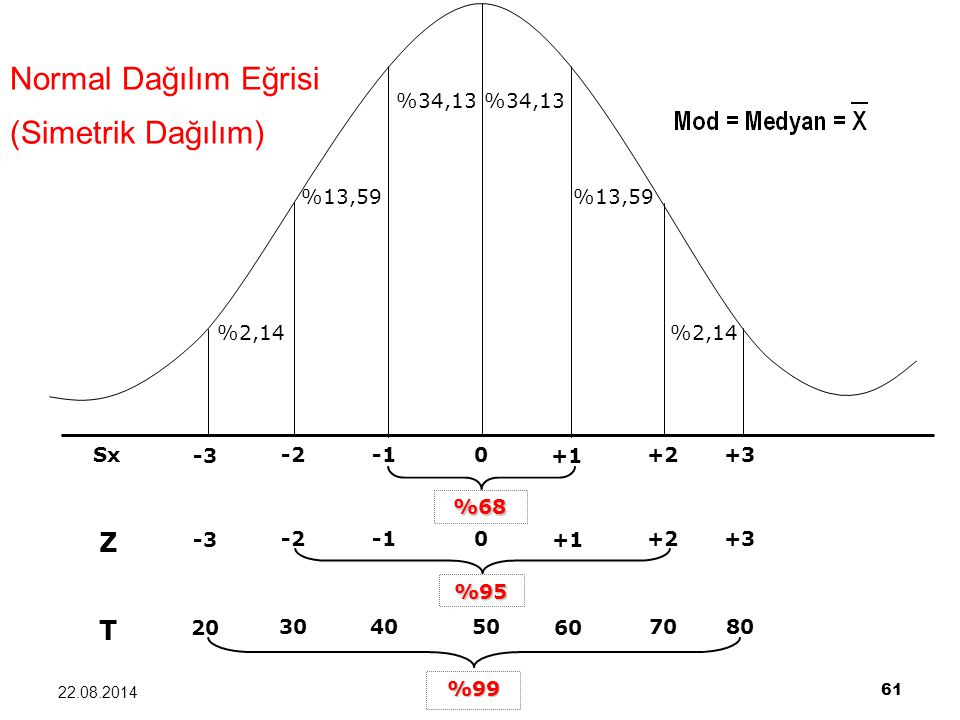 Normal Dağılım Eğrisi
(Simetrik Dağılım)
%34,13 %34,13
Mod = Medyan = X̅
%13,59 %13,59
%2,14 %2,14
Sx -3 -2 -1 0 +1 +2 +3
%68
Z -3 -2 -1 0 +1 +2 +3
%95
T 20 30 40 50 60 70 80
%99
22.08.2014 61